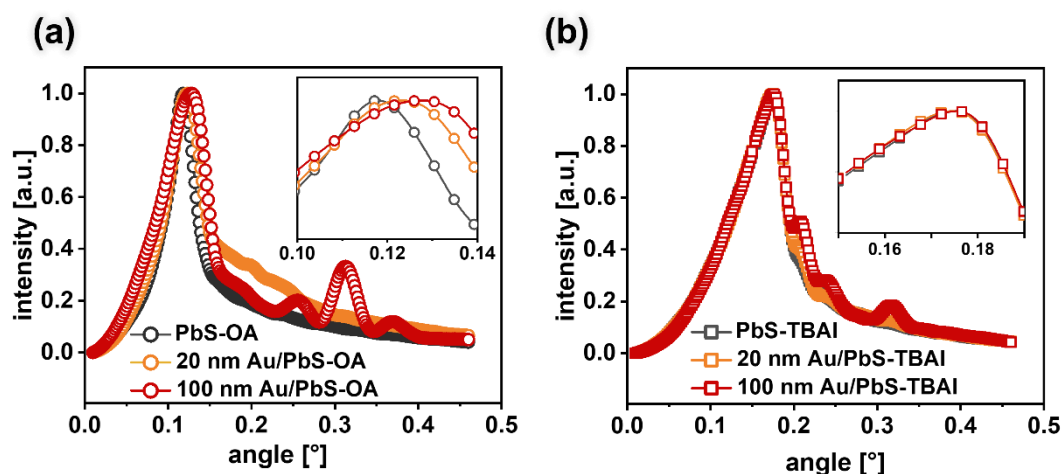 (a)
intensity [a.u.]
1.0
0.8
0.6
0.4
0.2
0.0
0.0 0.1 0.2 0.3 0.4 0.5
angle [°]
0.10 0.12 0.14
PbS-OA
20 nm Au/PbS-OA
100 nm Au/PbS-OA
(b)
intensity [a.u.]
1.0
0.8
0.6
0.4
0.2
0.0
0.0 0.1 0.2 0.3 0.4 0.5
angle [°]
0.16 0.18
PbS-TBAI
20 nm Au/PbS-TBAI
100 nm Au/PbS-TBAI